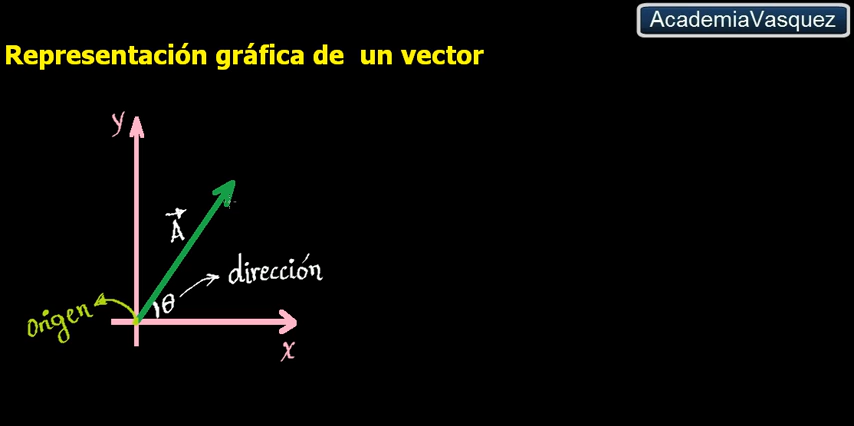 AcademiaVasquez
Representación gráfica de un vector
y
A
dirección
θ
origen
x